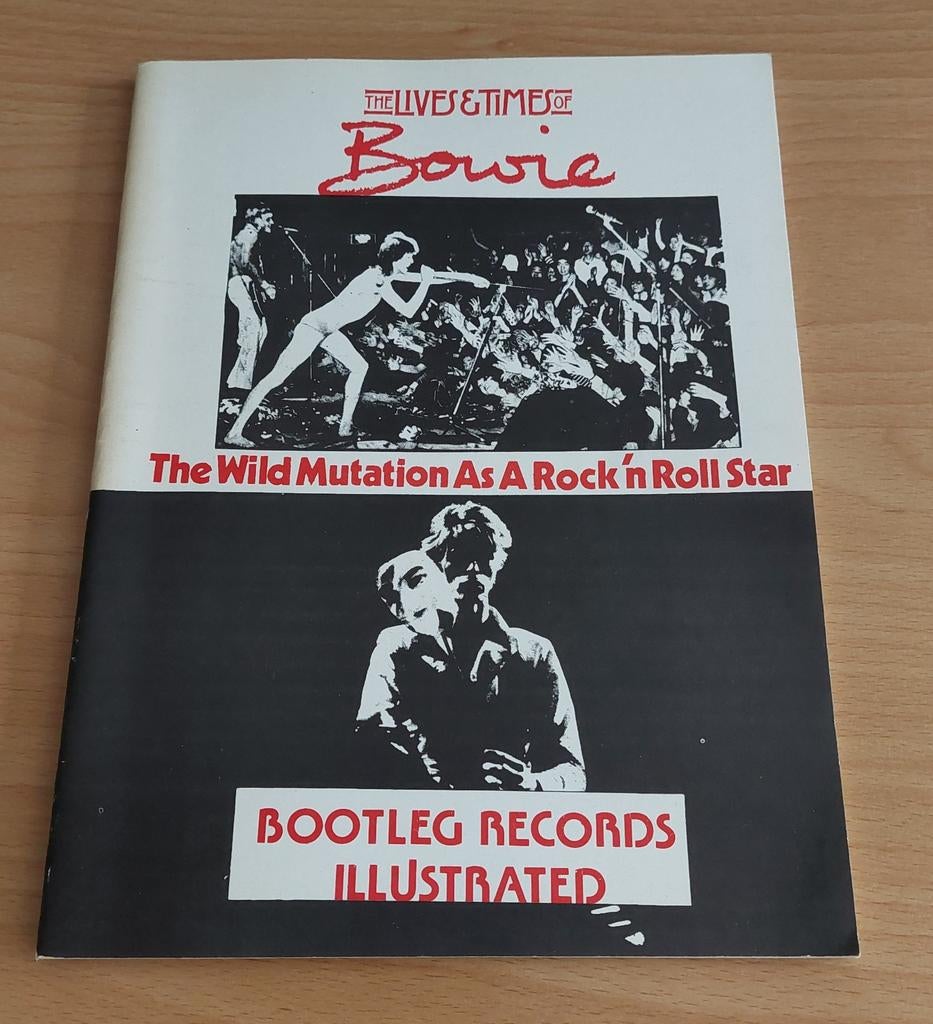 THE LIVES & TIMES OF
Bowie
The Wild Mutation As A Rock'n Roll Star
BOOTLEG RECORDS
ILLUSTRATED